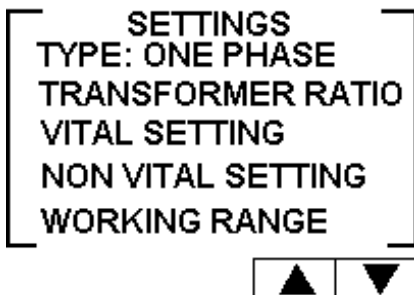 SETTINGS
TYPE: ONE PHASE
TRANSFORMER RATIO
VITAL SETTING
NON VITAL SETTING
WORKING RANGE